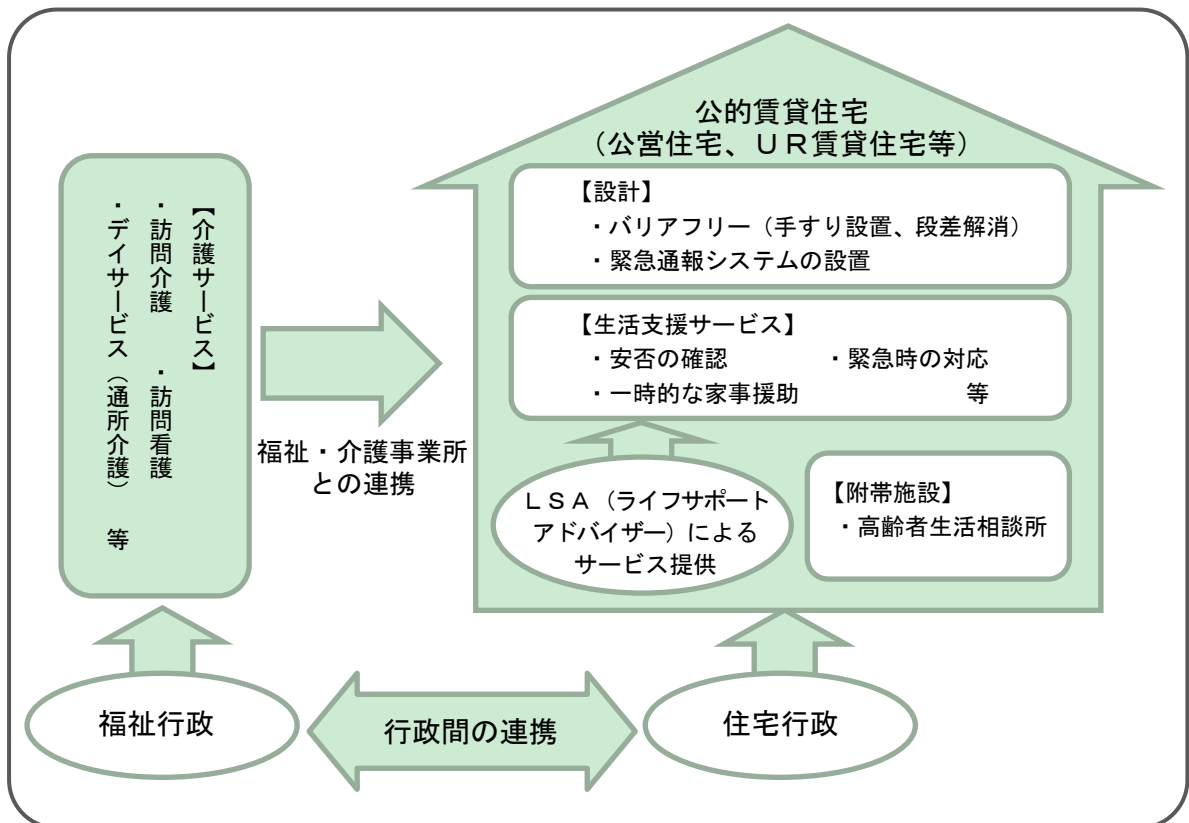 公的賃貸住宅
（公営住宅、ＵＲ賃貸住宅等）
【設計】
・バリアフリー（手すり設置、段差解消）
・緊急通報システムの設置
【生活支援サービス】
・安否の確認　・緊急時の対応
・一時的な家事援助　等
ＬＳＡ（ライフサポート
アドバイザー）による
サービス提供
【附帯施設】
・高齢者生活相談所
【介護サービス】
・訪問介護　・訪問看護
・デイサービス（通所介護）　等
福祉・介護事業所
との連携
福祉行政
行政間の連携
住宅行政